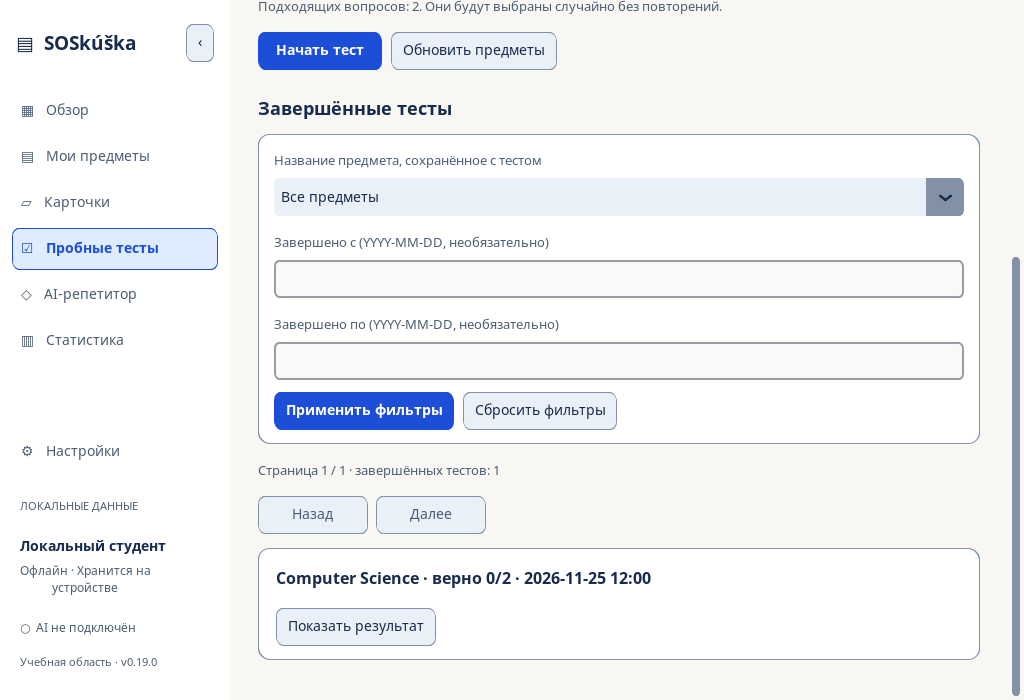 SOSkúška
Обзор
Мои предметы
Карточки
Пробные тесты
AI-репетитор
Статистика
Настройки
ЛОКАЛЬНЫЕ ДАННЫЕ
Локальный студент
Офлайн · Хранится на
устройстве
AI не подключён
Учебная область · v0.19.0
Подходящих вопросов: 2. Они будут выбраны случайно без повторений.
Начать тест
Обновить предметы
Завершённые тесты
Название предмета, сохранённое с тестом
Все предметы
Завершено с (YYYY-MM-DD, необязательно)
Завершено по (YYYY-MM-DD, необязательно)
Применить фильтры
Сбросить фильтры
Страница 1 / 1 · завершённых тестов: 1
Назад
Далее
Computer Science · верно 0/2 · 2026-11-25 12:00
Показать результат